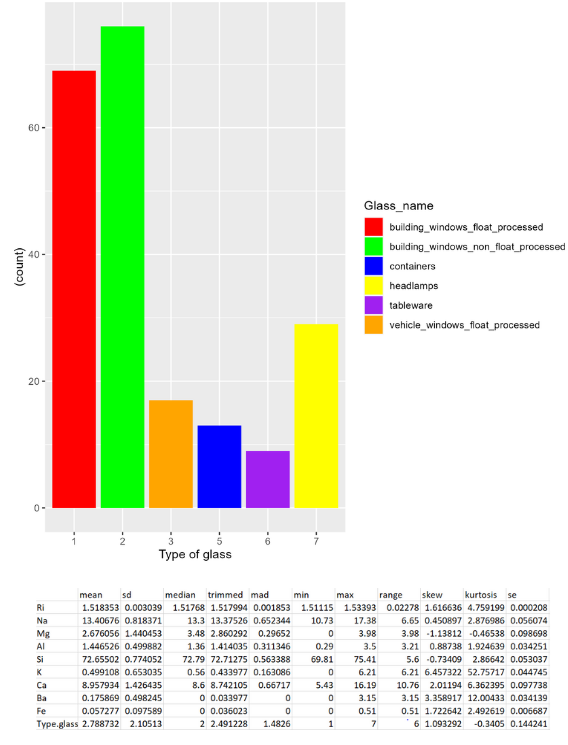 60
40
20
0
(count)
1 2 3 5 6 7
Type of glass
Glass_name
building_windows_float_processed
building_windows_non_float_processed
containers
headlamps
tableware
vehicle_windows_float_processed
mean sd median trimmed mad min max range skew kurtosis se
Ri 1.518353 0.003039 1.51768 1.517994 0.001853 1.51115 1.53393 0.02278 1.616636 4.759199 0.000208
Na 13.40676 0.818371 13.3 13.37526 0.652344 10.73 17.38 6.65 0.450897 2.876986 0.056074
Mg 2.676056 1.440453 3.48 2.860292 0.29652 0 3.98 3.98 -1.13812 -0.46538 0.098698
Al 1.446526 0.499882 1.36 1.414035 0.311346 0.29 3.5 3.21 0.88738 1.924639 0.034251
Si 72.65502 0.774052 72.79 72.71275 0.563388 69.81 75.41 5.6 -0.73409 2.86642 0.053037
K 0.499108 0.653035 0.56 0.433977 0.163086 0 6.21 6.21 6.457322 52.75717 0.044745
Ca 8.957934 1.426435 8.6 8.742105 0.66717 5.43 16.19 10.76 2.01194 6.362395 0.097738
Ba 0.175869 0.498245 0 0.033977 0 0 3.15 3.15 3.358917 12.00433 0.034139
Fe 0.057277 0.097589 0 0.036023 0 0 0.51 0.51 1.722642 2.492619 0.006687
Type.glass 2.788732 2.10513 2 2.491228 1.4826 1 7 6 1.093292 -0.3405 0.144241